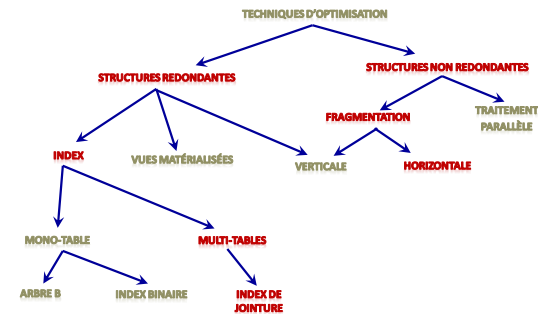 TECHNIQUES D'OPTIMISATION
STRUCTURES REDONDANTES
STRUCTURES NON REDONDANTES
FRAGMENTATION
TRAITEMENT
PARALLÈLE
INDEX
VUES MATÉRIALISÉES
VERTICALE
HORIZONTALE
MONO-TABLE
MULTI-TABLES
ARBRE B
INDEX BINAIRE
INDEX DE
JOINTURE